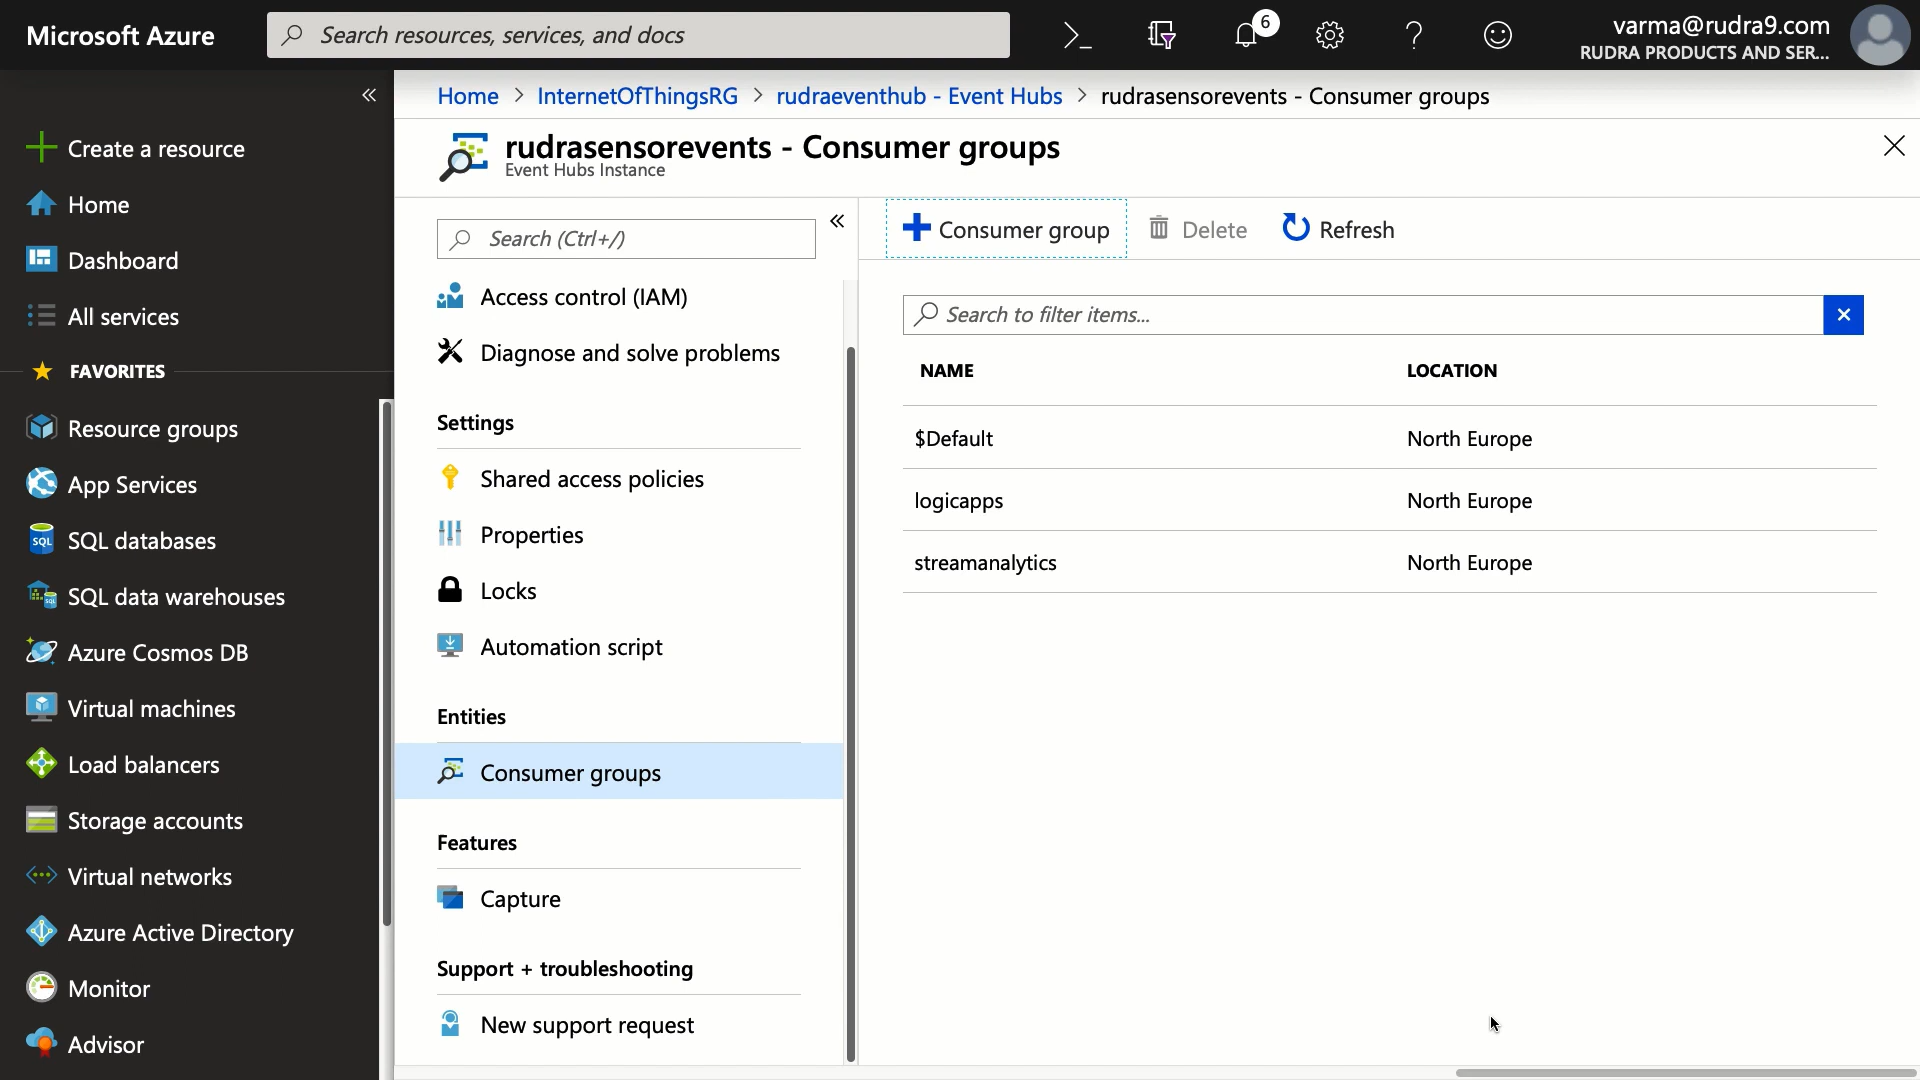 Microsoft Azure
Search resources, services, and docs
6
varma@rudra9.com
RUDRA PRODUCTS AND SER...
Create a resource
Home
Dashboard
All services
FAVORITES
Resource groups
App Services
SQL
SQL databases
SQL
SQL data warehouses
Azure Cosmos DB
Virtual machines
Load balancers
Storage accounts
Virtual networks
Azure Active Directory
Monitor
Advisor
Home > InternetOfThingsRG > rudraeventhub - Event Hubs > rudrasensorevents - Consumer groups
rudrasensorevents - Consumer groups
Event Hubs Instance
Search (Ctrl+/)
Access control (IAM)
Diagnose and solve problems
Settings
Shared access policies
Properties
Locks
Automation script
Entities
Consumer groups
Features
Capture
Support + troubleshooting
New support request
Consumer group Delete Refresh
Search to filter items...
NAME LOCATION
$Default North Europe
logicapps North Europe
streamanalytics North Europe